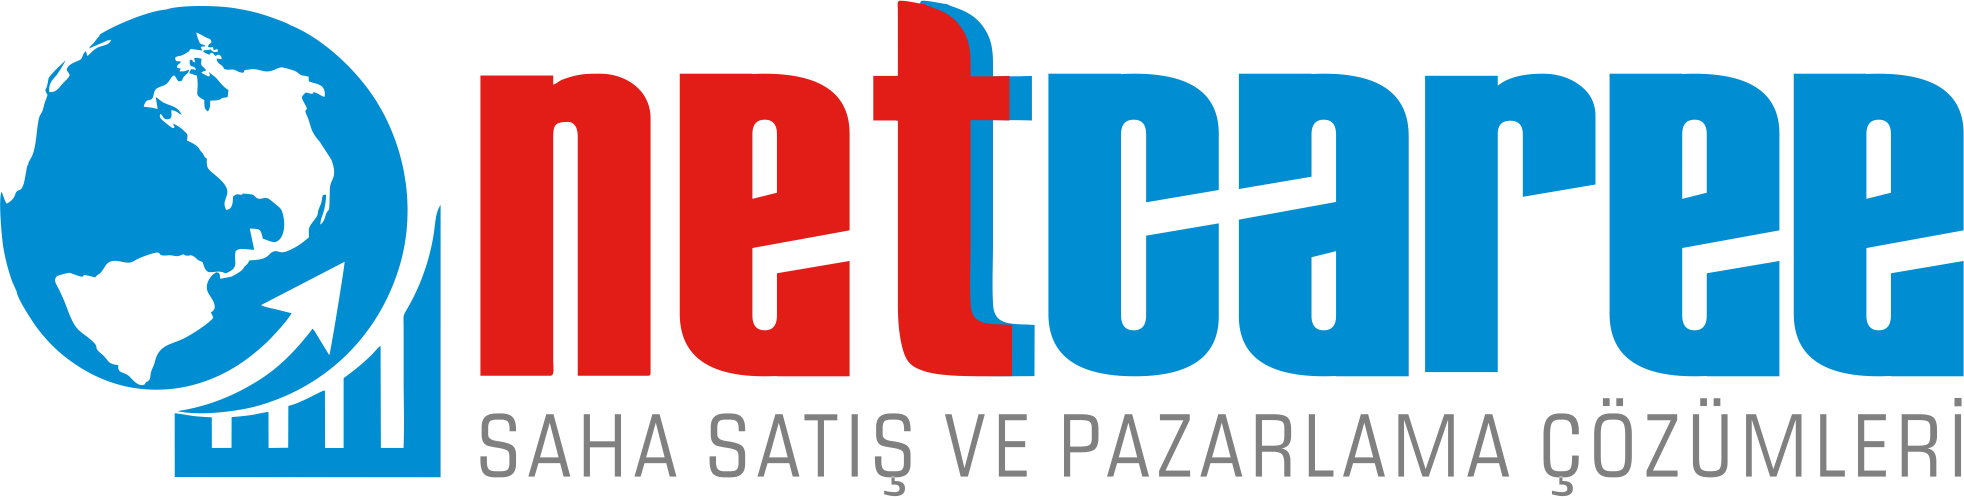 netcaree
SAHA SATIŞ VE PAZARLAMA ÇÖZÜMLERİ